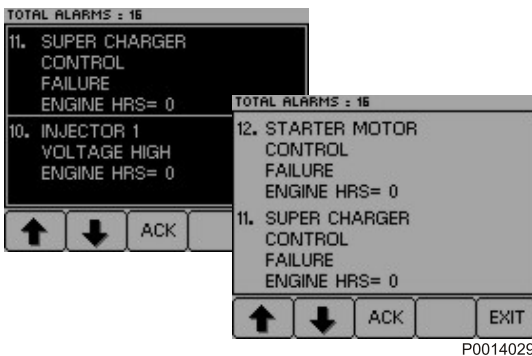 TOTAL ALARMS : 16
11. SUPER CHARGER
CONTROL
FAILURE
ENGINE HRS= 0
10. INJECTOR 1
VOLTAGE HIGH
ENGINE HRS= 0
ACK
TOTAL ALARMS : 16
12. STARTER MOTOR
CONTROL
FAILURE
ENGINE HRS= 0
11. SUPER CHARGER
CONTROL
FAILURE
ENGINE HRS= 0
ACK EXIT
P0014029